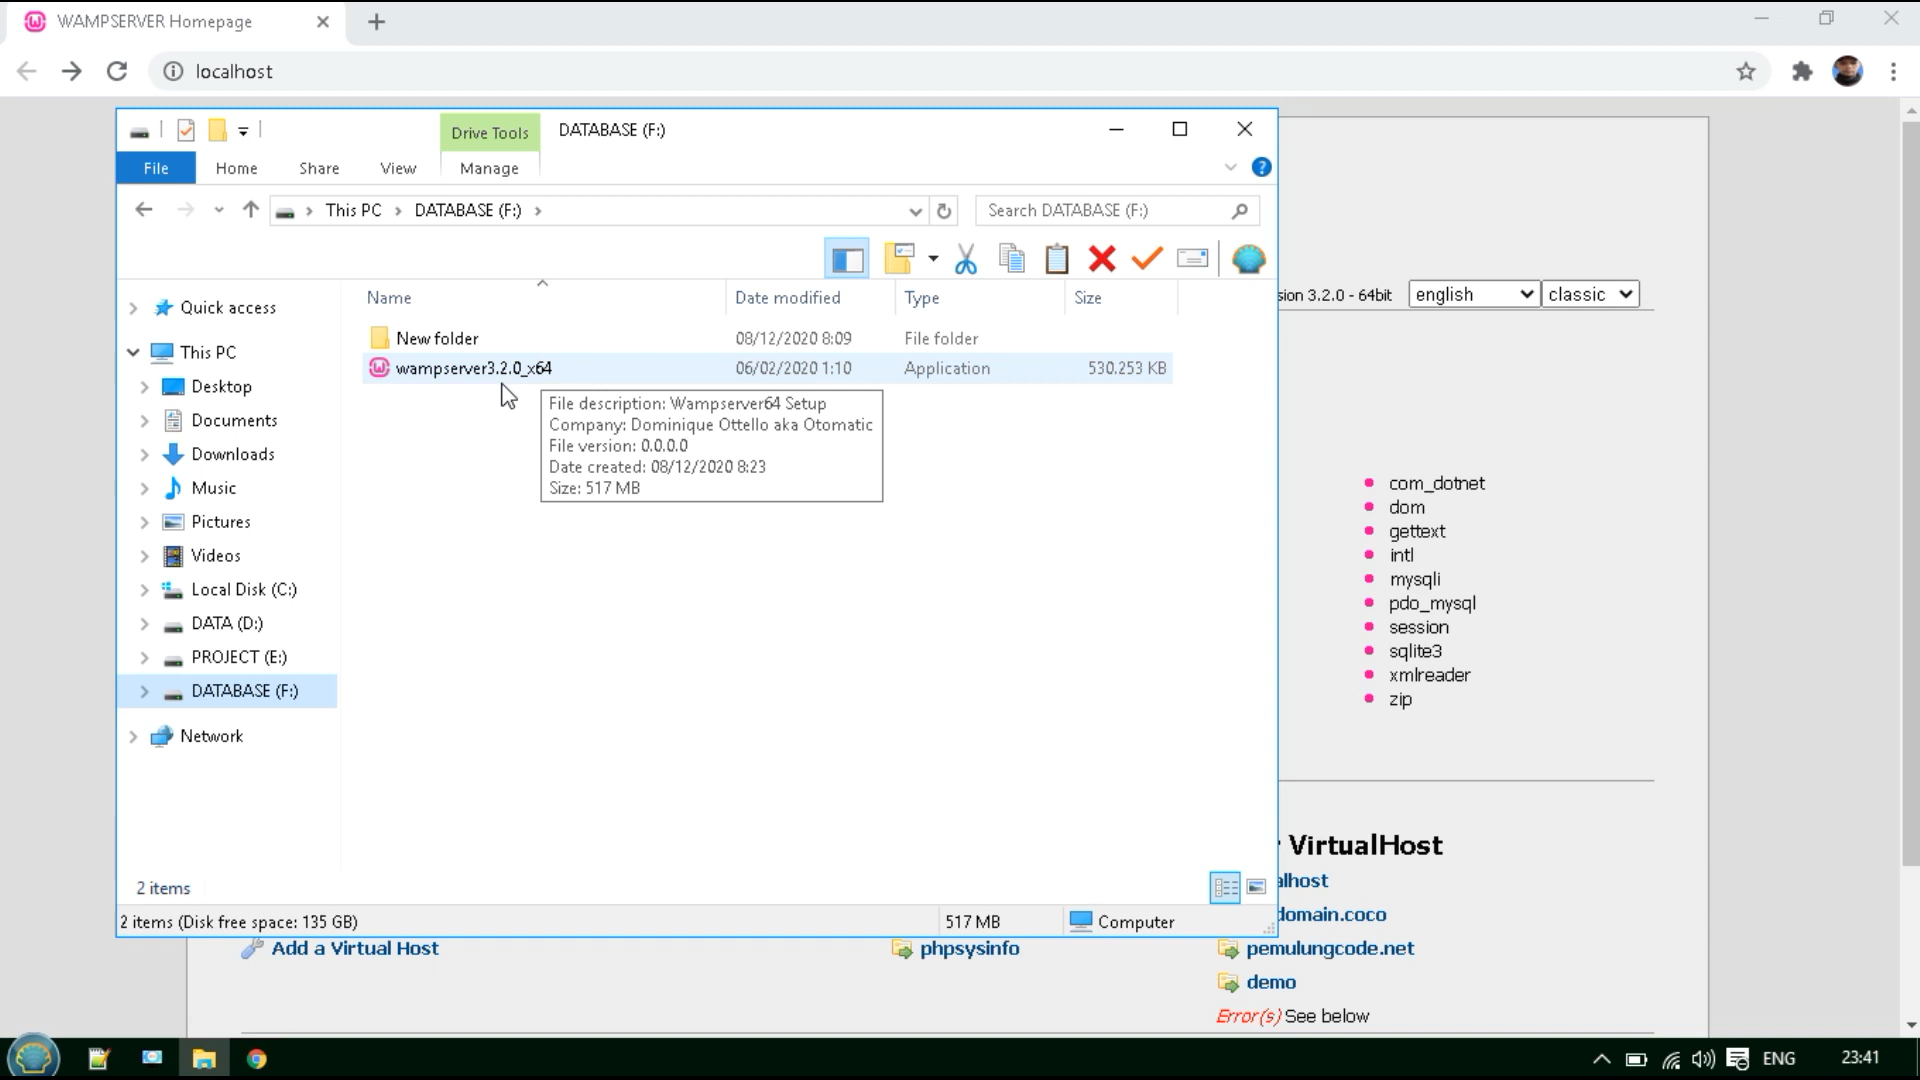 WAMPSERVER Homepage
localhost
Drive Tools
DATABASE (F:)
File
Home
Share
View
Manage
This PC
DATABASE (F:)
Search DATABASE (F:)
Quick access
This PC
Desktop
Documents
Downloads
Music
Pictures
Videos
Local Disk (C:)
DATA (D:)
PROJECT (E:)
DATABASE (F:)
Network
Name
Date modified
Type
Size
New folder
08/12/2020 8:09
File folder
wampserver3.2.0_x64
06/02/2020 1:10
Application
530.253 KB
File description: Wampserver64 Setup
Company: Dominique Ottello aka Otomatic
File version: 0.0.0.0
Date created: 08/12/2020 8:23
Size: 517 MB
2 items
2 items (Disk free space: 135 GB)
517 MB
Computer
3.2.0 - 64bit
english
classic
com_dotnet
dom
gettext
intl
mysqli
pdo_mysql
session
sqlite3
xmlreader
zip
VirtualHost
Add a Virtual Host
phpsysinfo
pemulungcode.net
demo
Error(s) See below
ENG
23:41